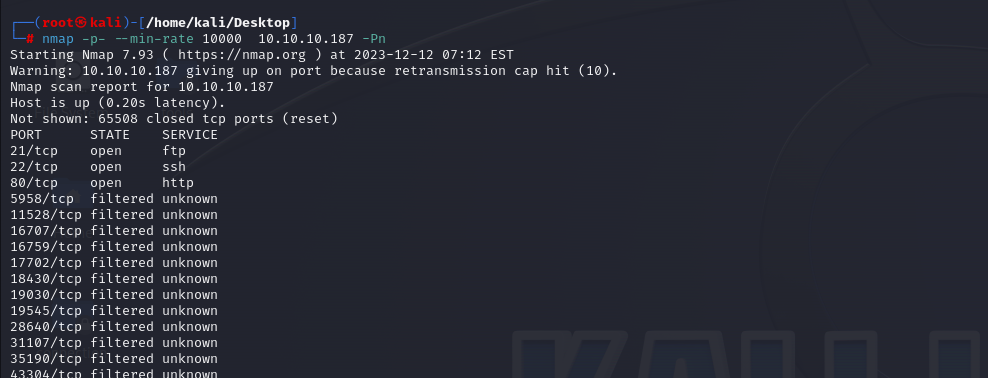 ┌──(root㉿kali)-[/home/kali/Desktop]
└─# nmap -p- --min-rate 10000  10.10.10.187 -Pn
Starting Nmap 7.93 ( https://nmap.org ) at 2023-12-12 07:12 EST
Warning: 10.10.10.187 giving up on port because retransmission cap hit (10).
Nmap scan report for 10.10.10.187
Host is up (0.20s latency).
Not shown: 65508 closed tcp ports (reset)
PORT      STATE    SERVICE
21/tcp    open     ftp
22/tcp    open     ssh
80/tcp    open     http
5958/tcp  filtered unknown
11528/tcp filtered unknown
16707/tcp filtered unknown
16759/tcp filtered unknown
17702/tcp filtered unknown
18430/tcp filtered unknown
19030/tcp filtered unknown
19545/tcp filtered unknown
28640/tcp filtered unknown
31107/tcp filtered unknown
35190/tcp filtered unknown
43304/tcp filtered unknown
KALI